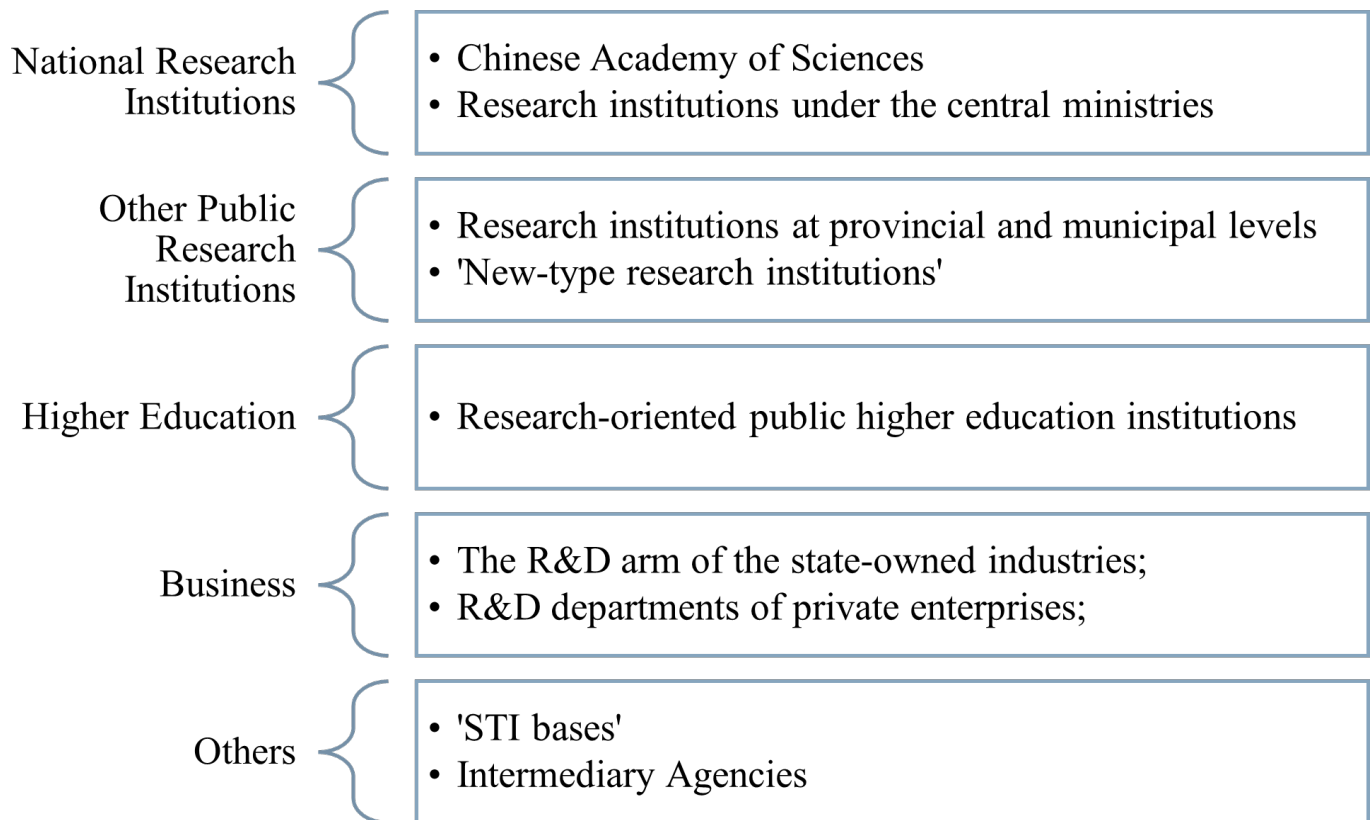 National Research
Institutions
• Chinese Academy of Sciences
• Research institutions under the central ministries
Other Public
Research
Institutions
• Research institutions at provincial and municipal levels
• 'New-type research institutions'
Higher Education
• Research-oriented public higher education institutions
Business
• The R&D arm of the state-owned industries;
• R&D departments of private enterprises;
Others
• 'STI bases'
• Intermediary Agencies